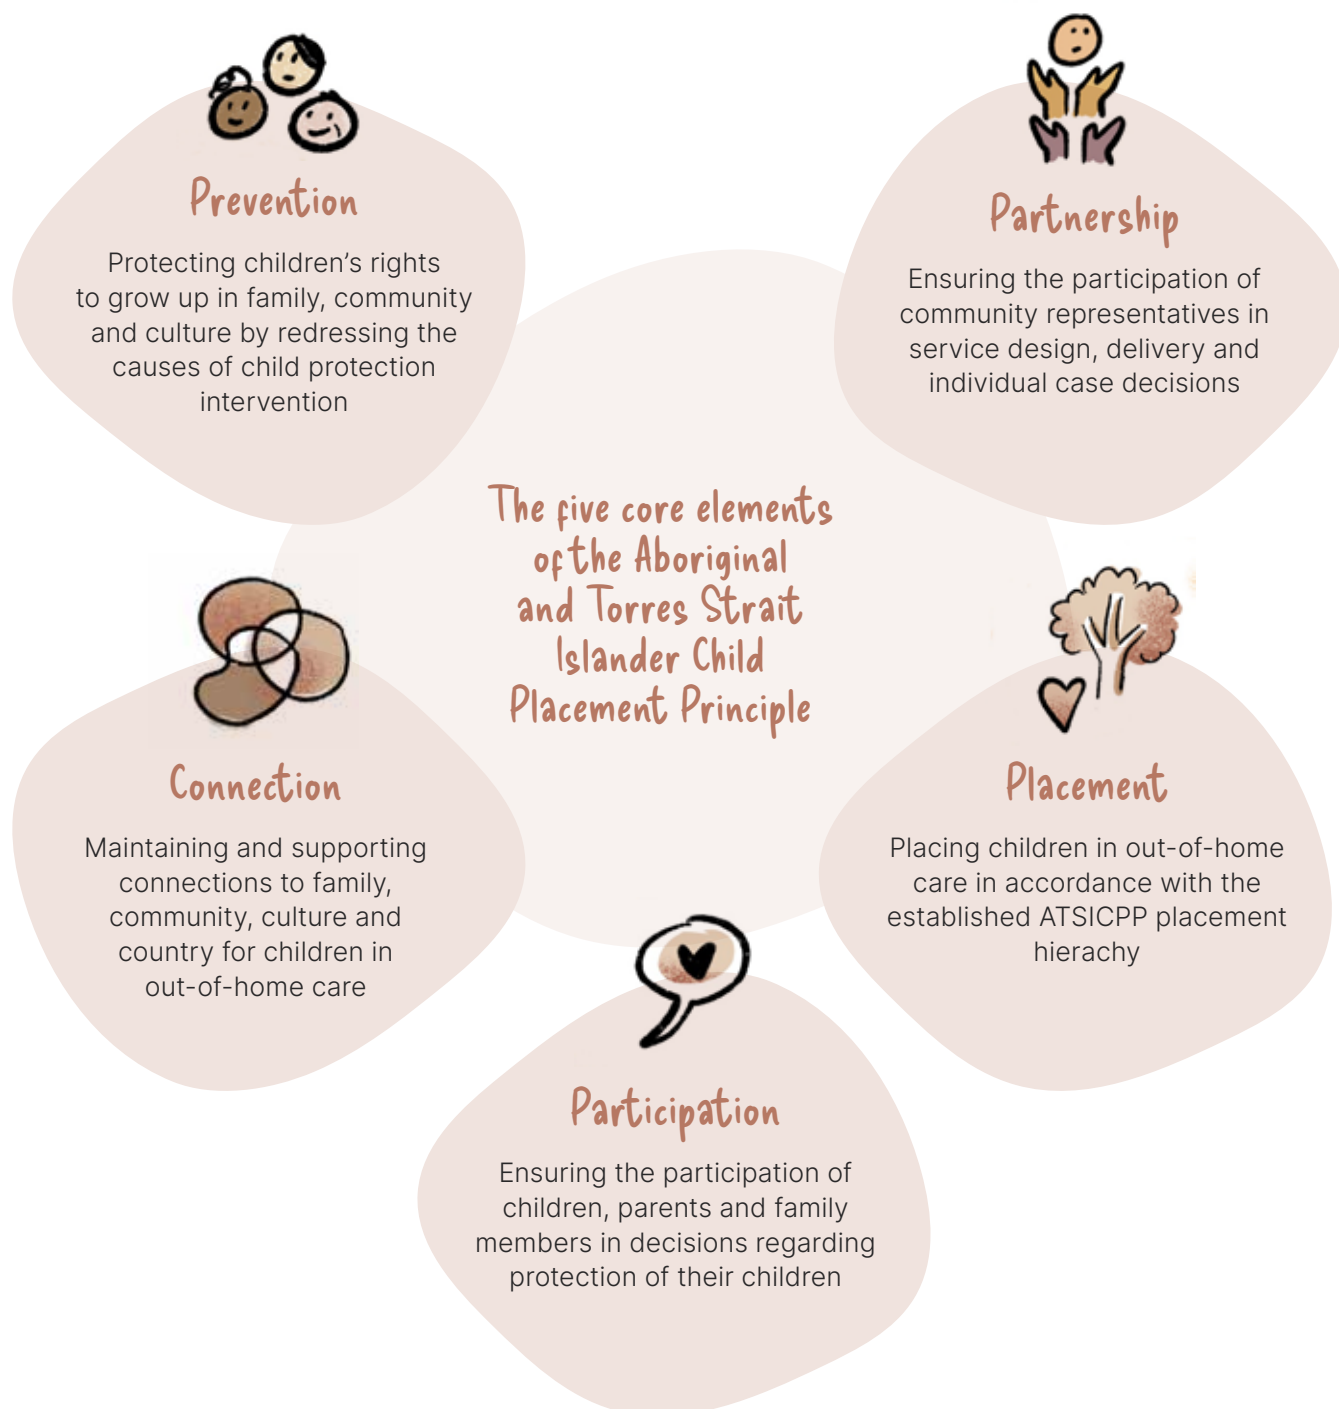 Prevention
Protecting children’s rights
to grow up in family, community
and culture by redressing the
causes of child protection
intervention
Partnership
Ensuring the participation of
community representatives in
service design, delivery and
individual case decisions
The five core elements
of the Aboriginal
and Torres Strait
Islander Child
Placement Principle
Connection
Maintaining and supporting
connections to family,
community, culture and
country for children in
out-of-home care
Placement
Placing children in out-of-home
care in accordance with the
established ATSICPP placement
hierachy
Participation
Ensuring the participation of
children, parents and family
members in decisions regarding
protection of their children